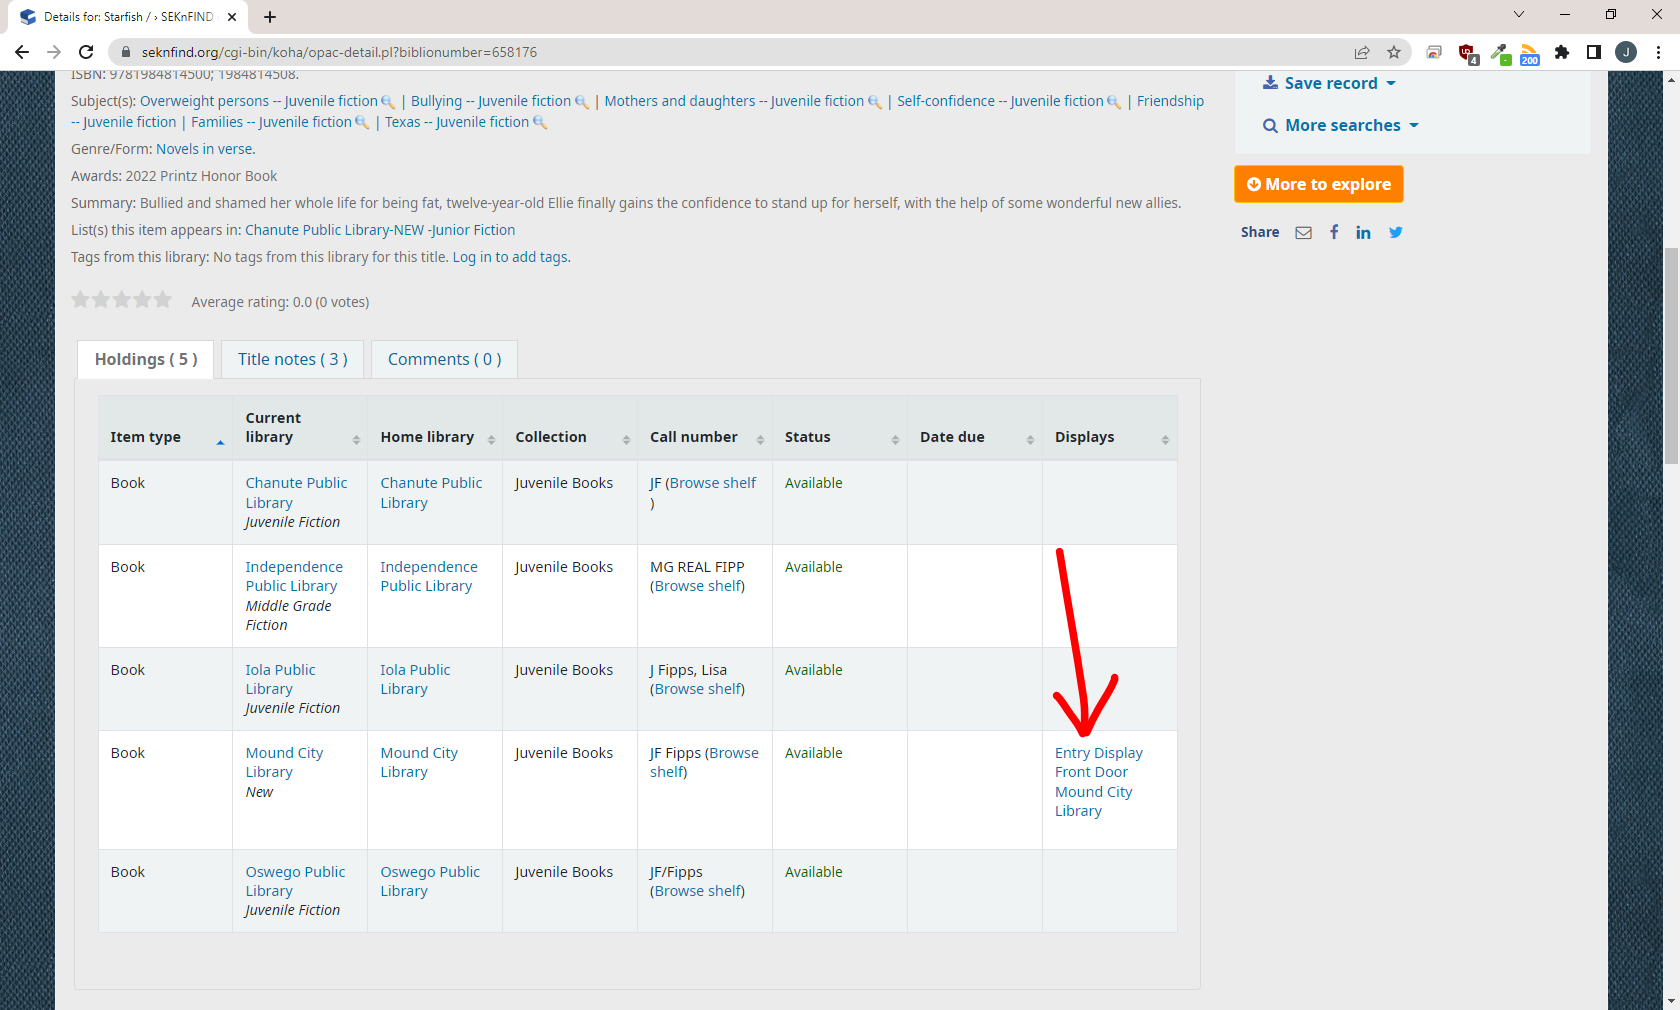 Details for: Starfish / › SEKnFIND
seknfind.org/cgi-bin/koha/opac-detail.pl?biblionumber=658176
4
-
200
J
ISBN: 9781984814500; 1984814508.
Subject(s): Overweight persons -- Juvenile fiction | Bullying -- Juvenile fiction | Mothers and daughters -- Juvenile fiction | Self-confidence -- Juvenile fiction | Friendship
-- Juvenile fiction | Families -- Juvenile fiction | Texas -- Juvenile fiction
Genre/Form: Novels in verse.
Awards: 2022 Printz Honor Book
Summary: Bullied and shamed her whole life for being fat, twelve-year-old Ellie finally gains the confidence to stand up for herself, with the help of some wonderful new allies.
List(s) this item appears in: Chanute Public Library-NEW -Junior Fiction
Tags from this library: No tags from this library for this title. Log in to add tags.
Average rating: 0.0 (0 votes)
Save record
More searches
More to explore
Share
Holdings ( 5 )
Title notes ( 3 )
Comments ( 0 )
Item type
Current
library
Home library
Collection
Call number
Status
Date due
Displays
Book
Chanute Public
Library
Juvenile Fiction
Chanute Public
Library
Juvenile Books
JF (Browse shelf
)
Available
Book
Independence
Public Library
Middle Grade
Fiction
Independence
Public Library
Juvenile Books
MG REAL FIPP
(Browse shelf)
Available
Book
Iola Public
Library
Juvenile Fiction
Iola Public
Library
Juvenile Books
J Fipps, Lisa
(Browse shelf)
Available
Book
Mound City
Library
New
Mound City
Library
Juvenile Books
JF Fipps (Browse
shelf)
Available
Entry Display
Front Door
Mound City
Library
Book
Oswego Public
Library
Juvenile Fiction
Oswego Public
Library
Juvenile Books
JF/Fipps
(Browse shelf)
Available